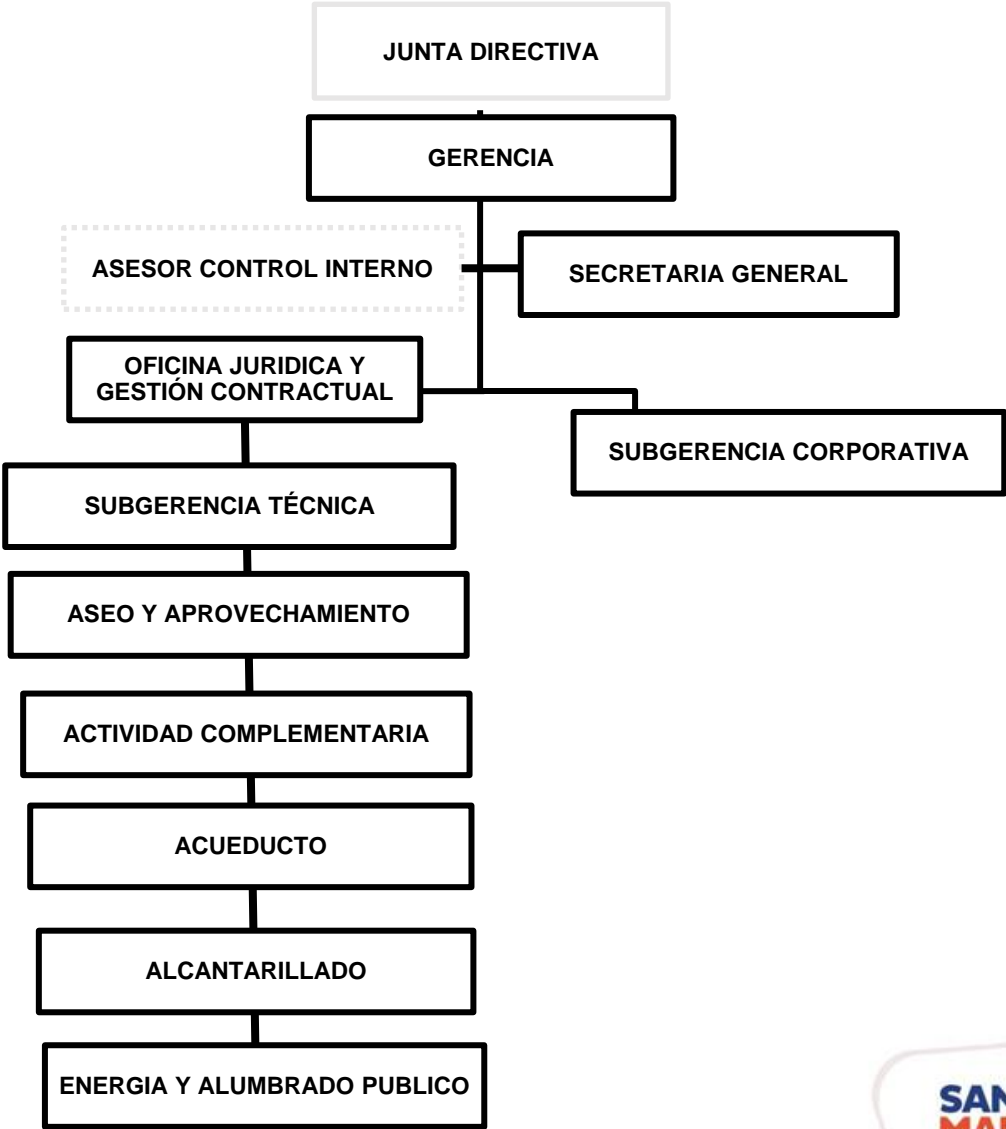 JUNTA DIRECTIVA
GERENCIA
ASESOR CONTROL INTERNO
SECRETARIA GENERAL
OFICINA JURIDICA Y
GESTIÓN CONTRACTUAL
SUBGERENCIA CORPORATIVA
SUBGERENCIA TÉCNICA
ASEO Y APROVECHAMIENTO
ACTIVIDAD COMPLEMENTARIA
ACUEDUCTO
ALCANTARILLADO
ENERGIA Y ALUMBRADO PUBLICO
SAN